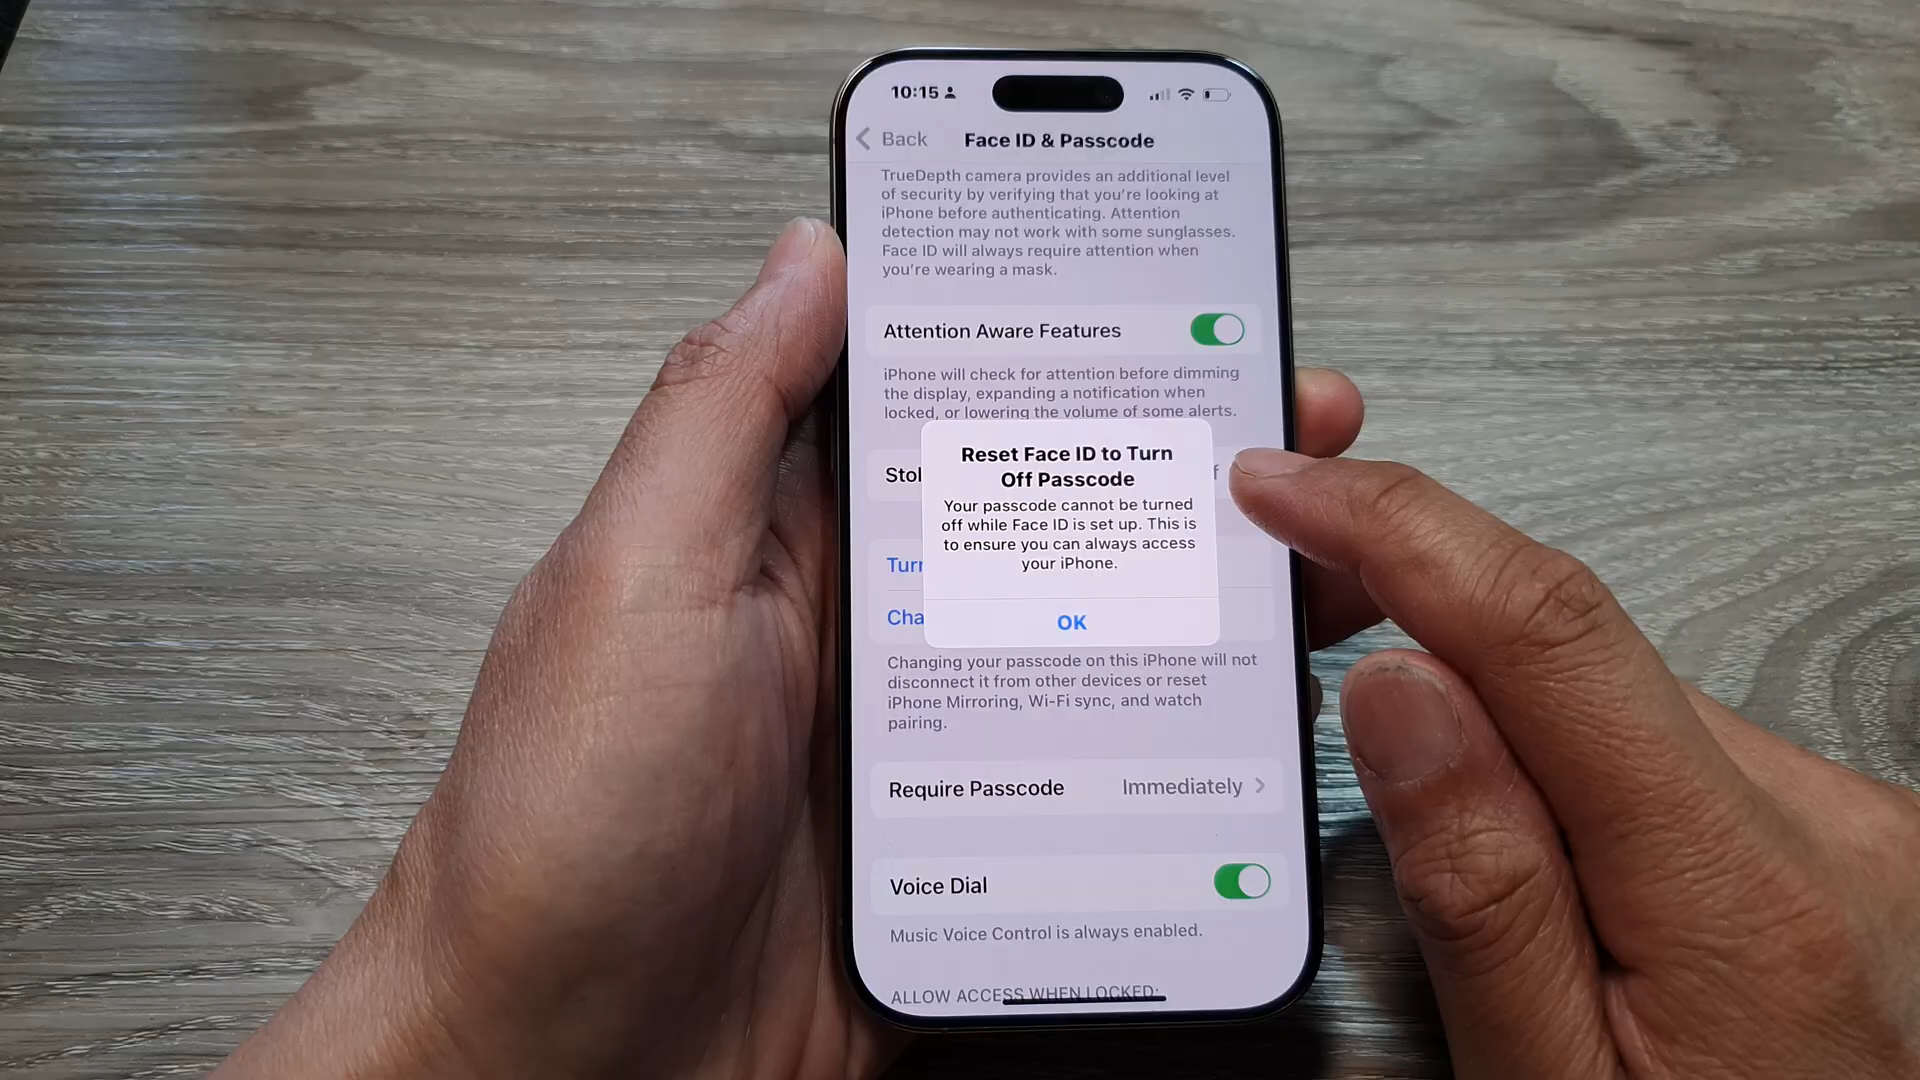 10:15
Back Face ID & Passcode
TrueDepth camera provides an additional level
of security by verifying that you're looking at
iPhone before authenticating. Attention
detection may not work with some sunglasses.
Face ID will always require attention when
you're wearing a mask.
Attention Aware Features
iPhone will check for attention before dimming
the display, expanding a notification when
locked, or lowering the volume of some alerts.
Reset Face ID to Turn
Off Passcode
Your passcode cannot be turned
off while Face ID is set up. This is
to ensure you can always access
your iPhone.
OK
Changing your passcode on this iPhone will not
disconnect it from other devices or reset
iPhone Mirroring, Wi-Fi sync, and watch
pairing.
Require Passcode Immediately
Voice Dial
Music Voice Control is always enabled.
ALLOW ACCESS WHEN LOCKED: